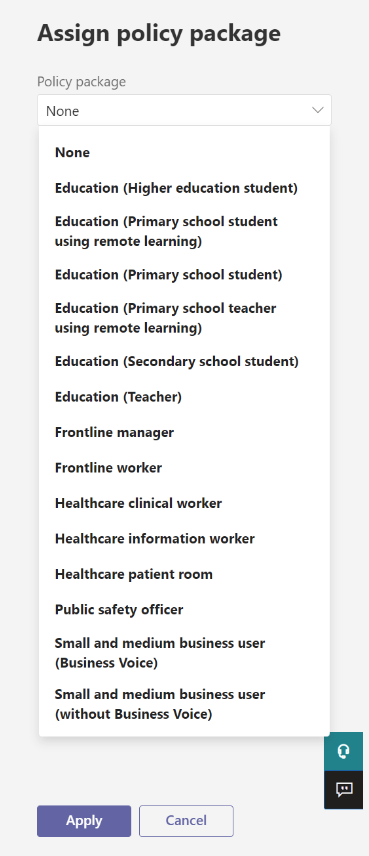 Assign policy package
Policy package
None
None
Education (Higher education student)
Education (Primary school student
using remote learning)
Education (Primary school student)
Education (Primary school teacher
using remote learning)
Education (Secondary school student)
Education (Teacher)
Frontline manager
Frontline worker
Healthcare clinical worker
Healthcare information worker
Healthcare patient room
Public safety officer
Small and medium business user
(Business Voice)
Small and medium business user
(without Business Voice)
Apply
Cancel